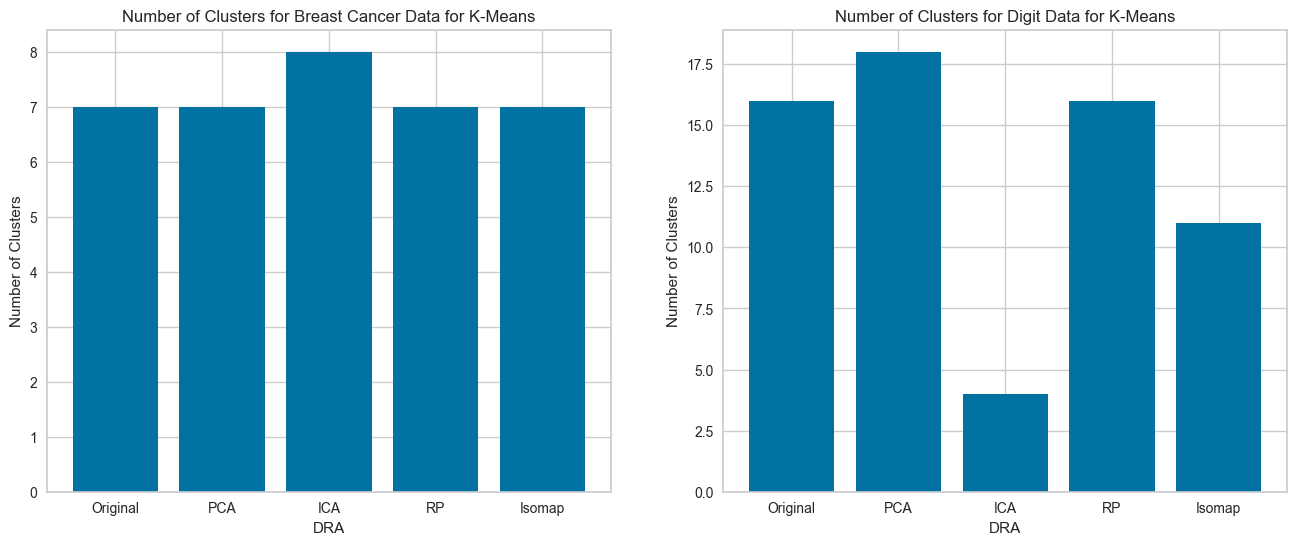 Number of Clusters for Breast Cancer Data for K-Means
8
7
6
5
4
3
2
1
0
Number of Clusters
Original PCA ICA RP Isomap
DRA
Number of Clusters for Digit Data for K-Means
17.5
15.0
12.5
10.0
7.5
5.0
2.5
0.0
Number of Clusters
Original PCA ICA RP Isomap
DRA